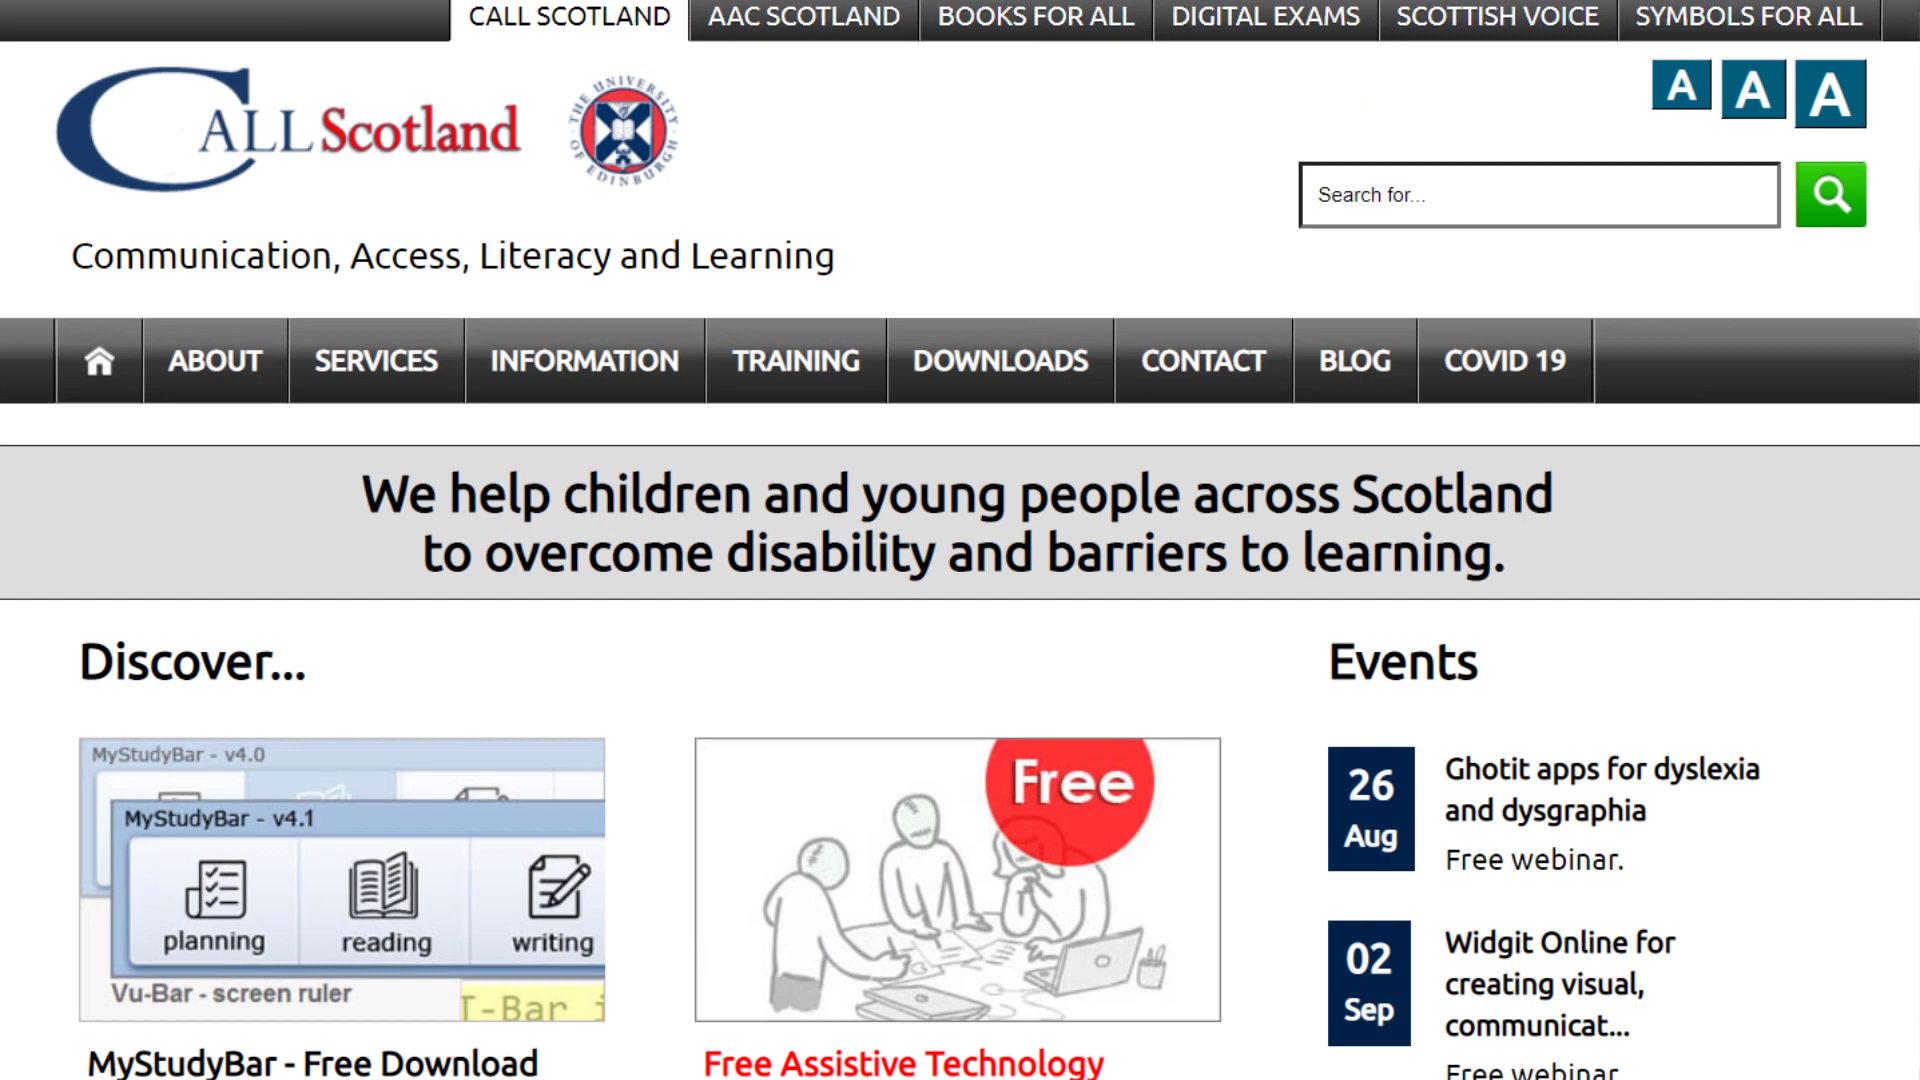 CALL SCOTLAND
AAC SCOTLAND
BOOKS FOR ALL
DIGITAL EXAMS
SCOTTISH VOICE
SYMBOLS FOR ALL
CALL Scotland
THE UNIVERSITY OF EDINBURGH
A A A
Search for...
Communication, Access, Literacy and Learning
ABOUT
SERVICES
INFORMATION
TRAINING
DOWNLOADS
CONTACT
BLOG
COVID 19
We help children and young people across Scotland
to overcome disability and barriers to learning.
Discover...
MyStudyBar - v4.0
MyStudyBar - v4.1
planning
reading
writing
Vu-Bar - screen ruler
T-Bar i
MyStudyBar - Free Download
Free
Free Assistive Technology
Events
26
Aug
Ghotit apps for dyslexia
and dysgraphia
Free webinar.
02
Sep
Widgit Online for
creating visual,
communicat...
Free webinar